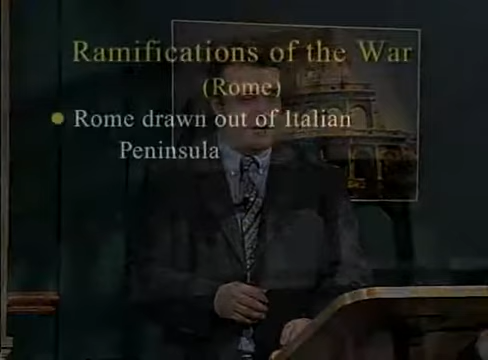 Ramifications of the War
(Rome)
Rome drawn out of Italian
Peninsula